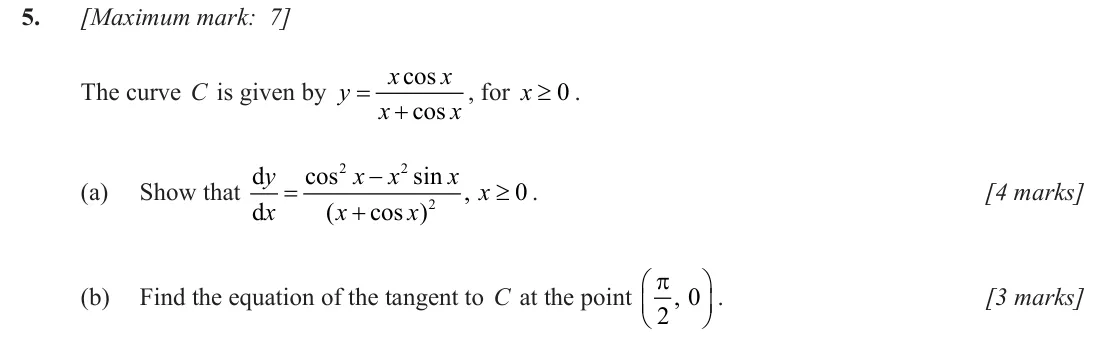 5. [Maximum mark: 7]
The curve C is given by y = x cos x / x + cos x, for x ≥ 0.
(a) Show that dy/dx = cos² x − x² sin x / (x + cos x)², x ≥ 0. [4 marks]
(b) Find the equation of the tangent to C at the point (π/2, 0). [3 marks]